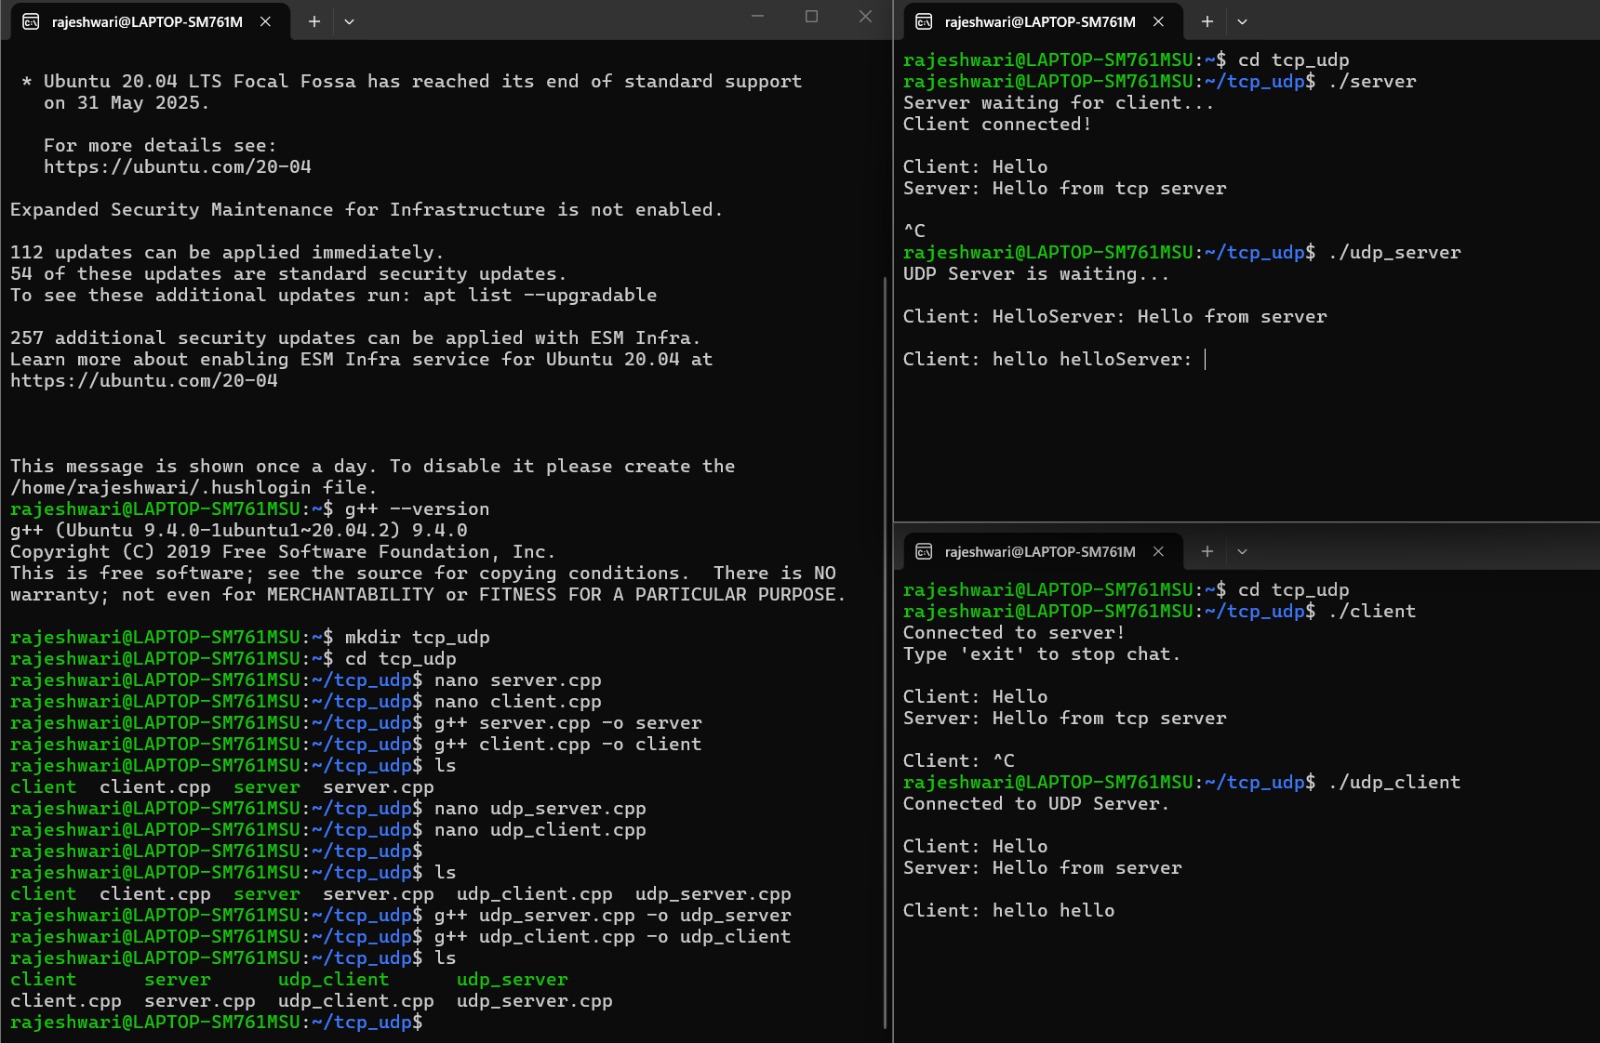 rajeshwari@LAPTOP-SM761M
* Ubuntu 20.04 LTS Focal Fossa has reached its end of standard support
on 31 May 2025.
For more details see:
https://ubuntu.com/20-04
Expanded Security Maintenance for Infrastructure is not enabled.
112 updates can be applied immediately.
54 of these updates are standard security updates.
To see these additional updates run: apt list --upgradable
257 additional security updates can be applied with ESM Infra.
Learn more about enabling ESM Infra service for Ubuntu 20.04 at
https://ubuntu.com/20-04
This message is shown once a day. To disable it please create the
/home/rajeshwari/.hushlogin file.
rajeshwari@LAPTOP-SM761MSU:~$ g++ --version
g++ (Ubuntu 9.4.0-1ubuntu1~20.04.2) 9.4.0
Copyright (C) 2019 Free Software Foundation, Inc.
This is free software; see the source for copying conditions.  There is NO
warranty; not even for MERCHANTABILITY or FITNESS FOR A PARTICULAR PURPOSE.
rajeshwari@LAPTOP-SM761MSU:~$ mkdir tcp_udp
rajeshwari@LAPTOP-SM761MSU:~$ cd tcp_udp
rajeshwari@LAPTOP-SM761MSU:~/tcp_udp$ nano server.cpp
rajeshwari@LAPTOP-SM761MSU:~/tcp_udp$ nano client.cpp
rajeshwari@LAPTOP-SM761MSU:~/tcp_udp$ g++ server.cpp -o server
rajeshwari@LAPTOP-SM761MSU:~/tcp_udp$ g++ client.cpp -o client
rajeshwari@LAPTOP-SM761MSU:~/tcp_udp$ ls
client  client.cpp  server  server.cpp
rajeshwari@LAPTOP-SM761MSU:~/tcp_udp$ nano udp_server.cpp
rajeshwari@LAPTOP-SM761MSU:~/tcp_udp$ nano udp_client.cpp
rajeshwari@LAPTOP-SM761MSU:~/tcp_udp$
rajeshwari@LAPTOP-SM761MSU:~/tcp_udp$ ls
client  client.cpp  server  server.cpp  udp_client.cpp  udp_server.cpp
rajeshwari@LAPTOP-SM761MSU:~/tcp_udp$ g++ udp_server.cpp -o udp_server
rajeshwari@LAPTOP-SM761MSU:~/tcp_udp$ g++ udp_client.cpp -o udp_client
rajeshwari@LAPTOP-SM761MSU:~/tcp_udp$ ls
client      server      udp_client      udp_server
client.cpp  server.cpp  udp_client.cpp  udp_server.cpp
rajeshwari@LAPTOP-SM761MSU:~/tcp_udp$
rajeshwari@LAPTOP-SM761M
rajeshwari@LAPTOP-SM761MSU:~$ cd tcp_udp
rajeshwari@LAPTOP-SM761MSU:~/tcp_udp$ ./server
Server waiting for client...
Client connected!
Client: Hello
Server: Hello from tcp server
^C
rajeshwari@LAPTOP-SM761MSU:~/tcp_udp$ ./udp_server
UDP Server is waiting...
Client: HelloServer: Hello from server
Client: hello helloServer:
rajeshwari@LAPTOP-SM761M
rajeshwari@LAPTOP-SM761MSU:~$ cd tcp_udp
rajeshwari@LAPTOP-SM761MSU:~/tcp_udp$ ./client
Connected to server!
Type 'exit' to stop chat.
Client: Hello
Server: Hello from tcp server
Client: ^C
rajeshwari@LAPTOP-SM761MSU:~/tcp_udp$ ./udp_client
Connected to UDP Server.
Client: Hello
Server: Hello from server
Client: hello hello